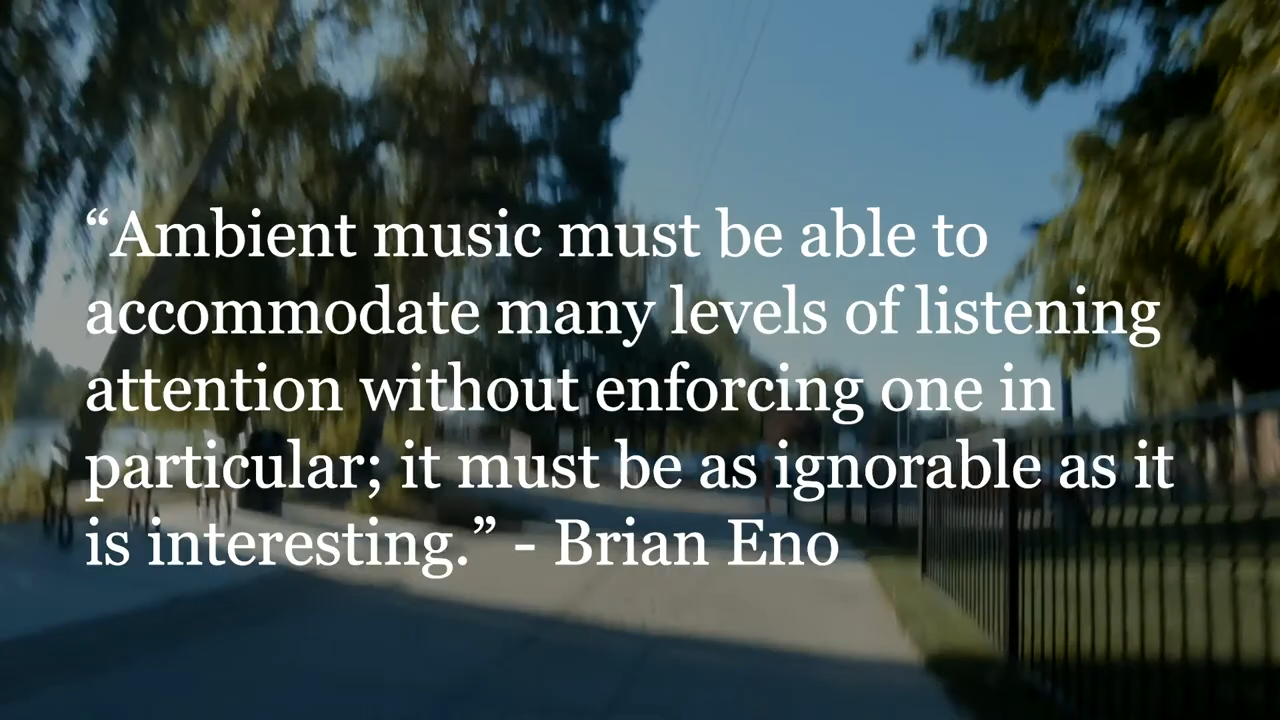 “Ambient music must be able to
accommodate many levels of listening
attention without enforcing one in
particular; it must be as ignorable as it
is interesting.” - Brian Eno